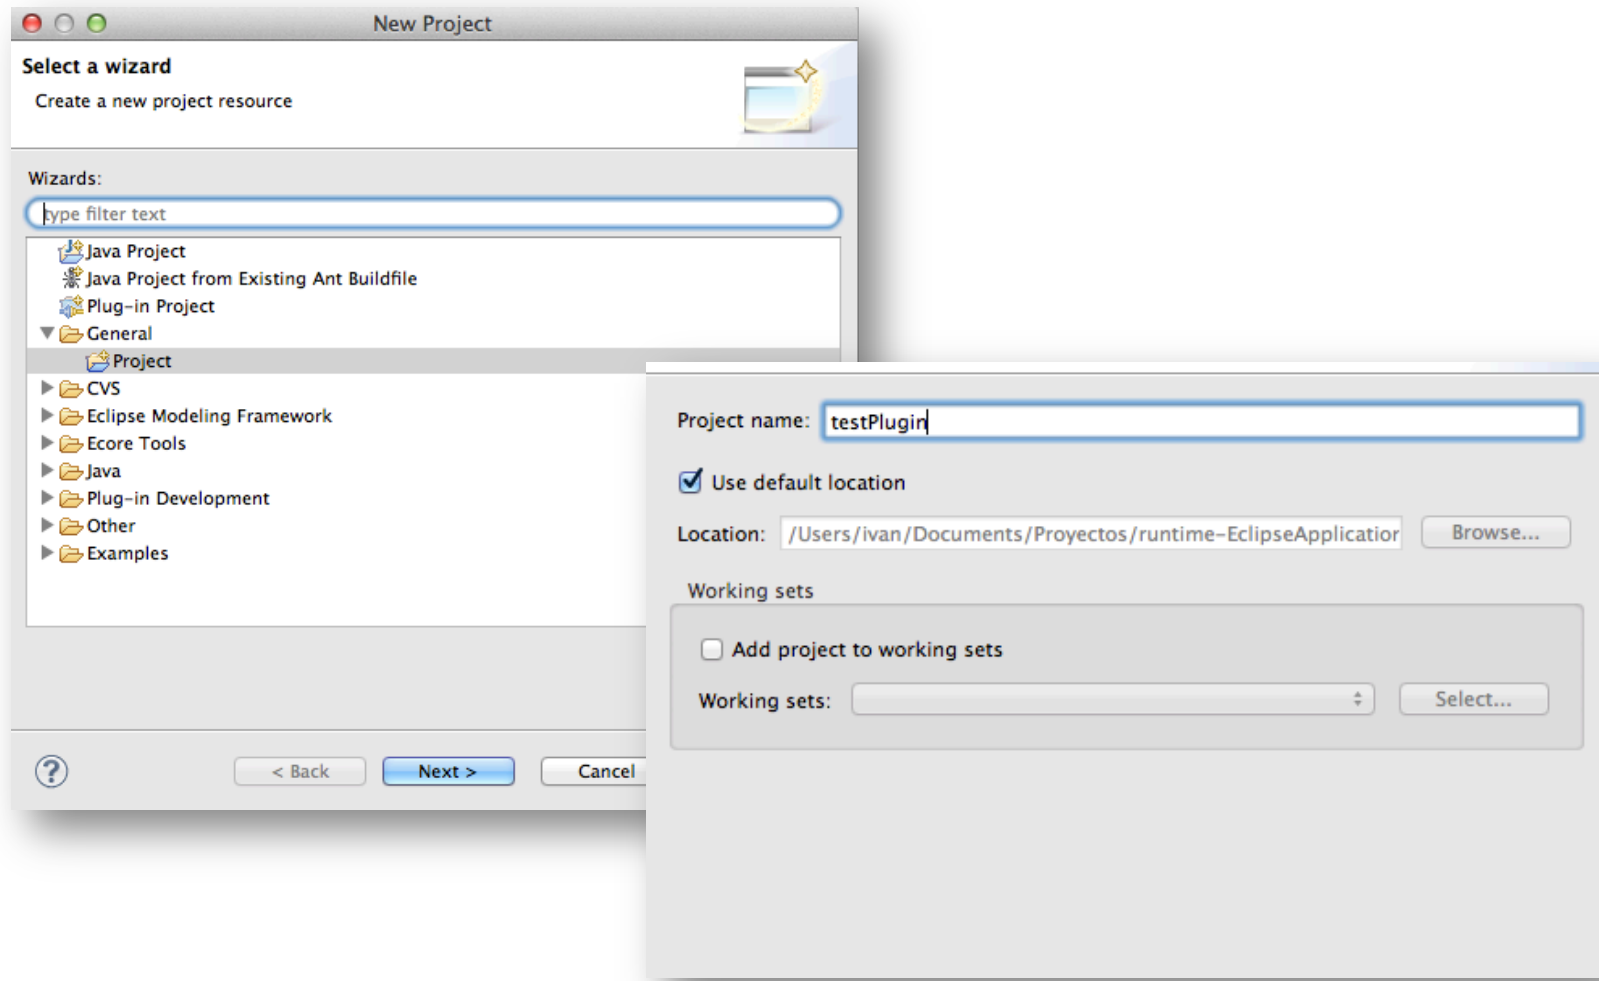 New Project
Select a wizard
Create a new project resource
Wizards:
type filter text
Java Project
Java Project from Existing Ant Buildfile
Plug-in Project
General
Project
CVS
Eclipse Modeling Framework
Ecore Tools
Java
Plug-in Development
Other
Examples
?
< Back
Next >
Cancel
Project name: testPlugin
Use default location
Location: /Users/ivan/Documents/Proyectos/runtime-EclipseApplication Browse...
Working sets
Add project to working sets
Working sets: Select...